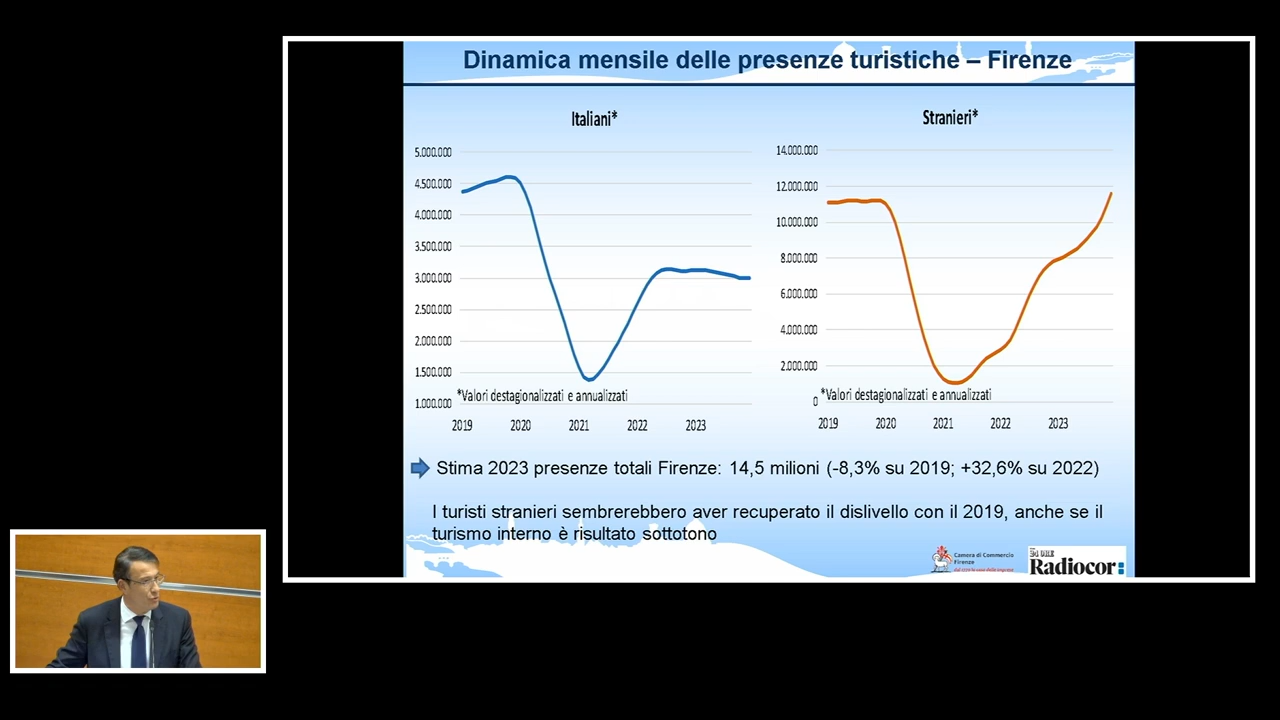 Dinamica mensile delle presenze turistiche – Firenze
Italiani*
5.000.000
4.500.000
4.000.000
3.500.000
3.000.000
2.500.000
2.000.000
1.500.000
1.000.000
*Valori destagionalizzati e annualizzati
2019 2020 2021 2022 2023
Stranieri*
14.000.000
12.000.000
10.000.000
8.000.000
6.000.000
4.000.000
2.000.000
0
*Valori destagionalizzati e annualizzati
2019 2020 2021 2022 2023
Stima 2023 presenze totali Firenze: 14,5 milioni (-8,3% su 2019; +32,6% su 2022)
I turisti stranieri sembrerebbero aver recuperato il dislivello con il 2019, anche se il
turismo interno è risultato sottotono
Camera di Commercio
Firenze
24 ORE
Radiocor